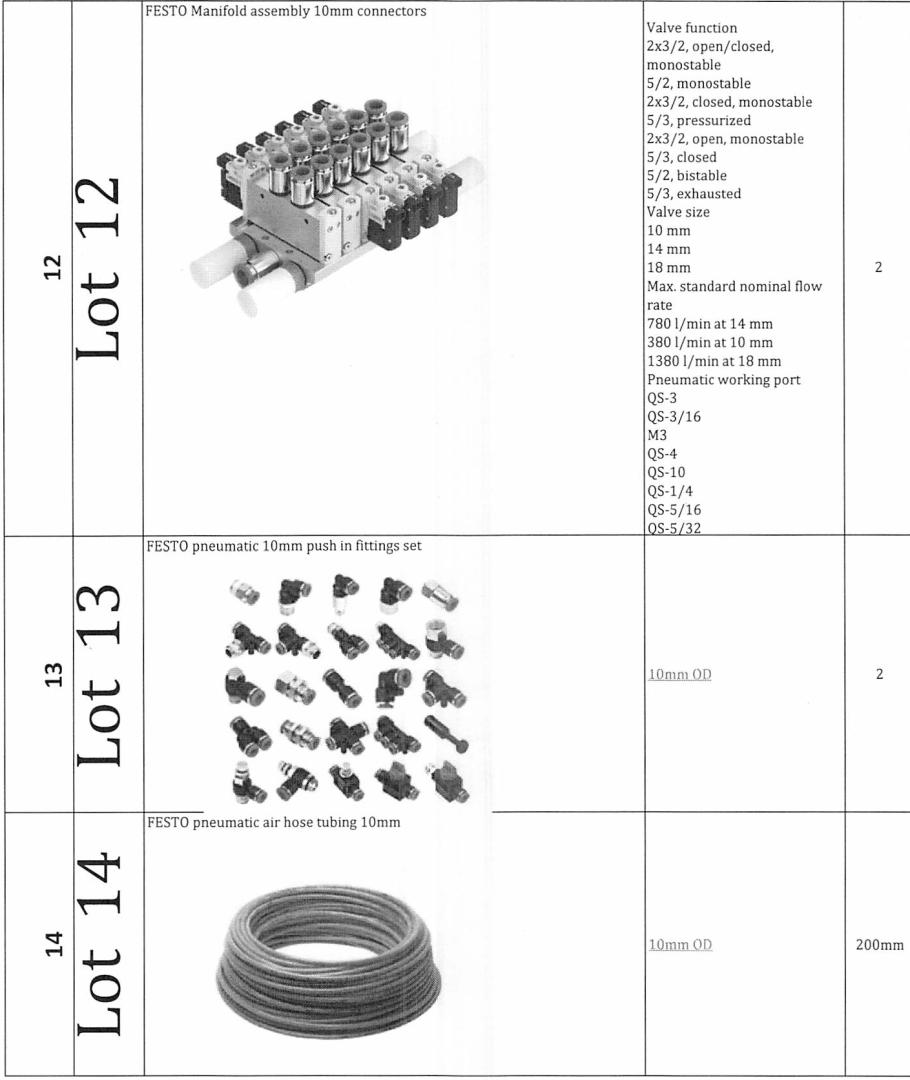 12
Lot 12
FESTO Manifold assembly 10mm connectors
Valve function
2x3/2, open/closed,
monostable
5/2, monostable
2x3/2, closed, monostable
5/3, pressurized
2x3/2, open, monostable
5/3, closed
5/2, bistable
5/3, exhausted
Valve size
10 mm
14 mm
18 mm
Max. standard nominal flow
rate
780 l/min at 14 mm
380 l/min at 10 mm
1380 l/min at 18 mm
Pneumatic working port
QS-3
QS-3/16
M3
QS-4
QS-10
QS-1/4
QS-5/16
QS-5/32
2
13
Lot 13
FESTO pneumatic 10mm push in fittings set
10mm OD
2
14
Lot 14
FESTO pneumatic air hose tubing 10mm
10mm OD
200mm